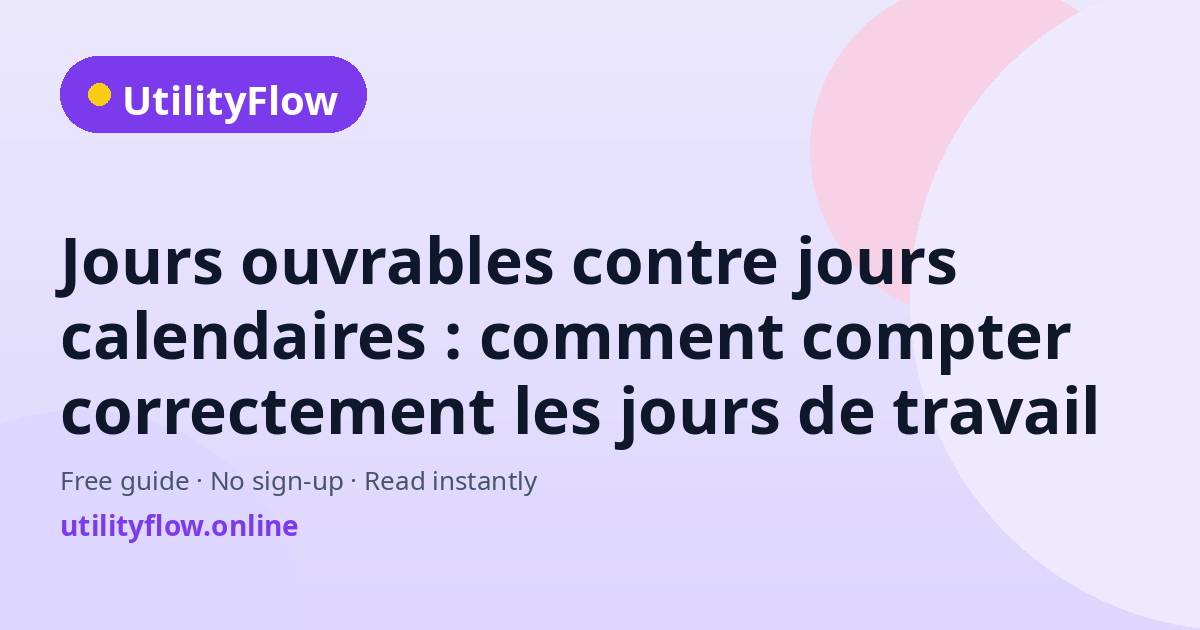 UtilityFlow
Jours ouvrables contre jours
calendaires : comment compter
correctement les jours de travail
Free guide · No sign-up · Read instantly
utilityflow.online